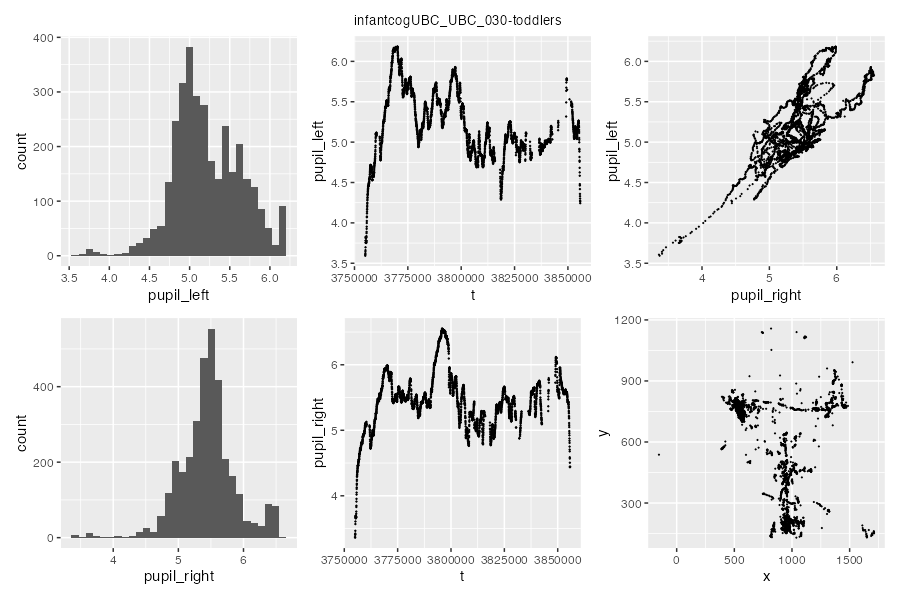 infantcogUBC_UBC_030-toddlers
400
300
200
100
0
count
3.5 4.0 4.5 5.0 5.5 6.0
pupil_left
6.0
5.5
5.0
4.5
4.0
3.5
pupil_left
3750000 3775000 3800000 3825000 3850000
t
6.0
5.5
5.0
4.5
4.0
3.5
pupil_left
4 5 6
pupil_right
400
200
0
count
4 5 6
pupil_right
6
5
4
pupil_right
3750000 3775000 3800000 3825000 3850000
t
1200
900
600
300
y
0 500 1000 1500
x